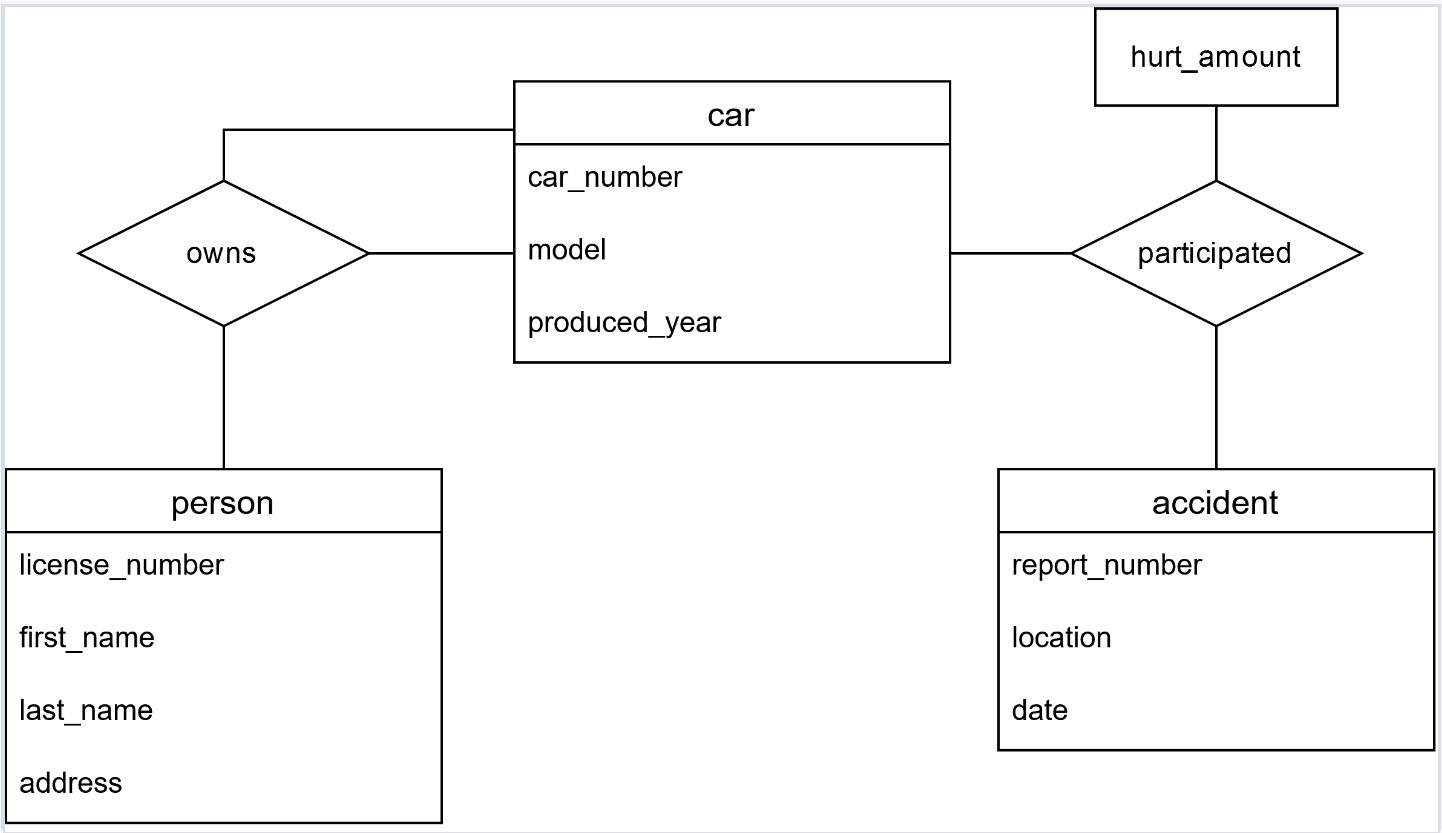 hurt_amount
car
car_number
model
produced_year
owns
participated
person
license_number
first_name
last_name
address
accident
report_number
location
date